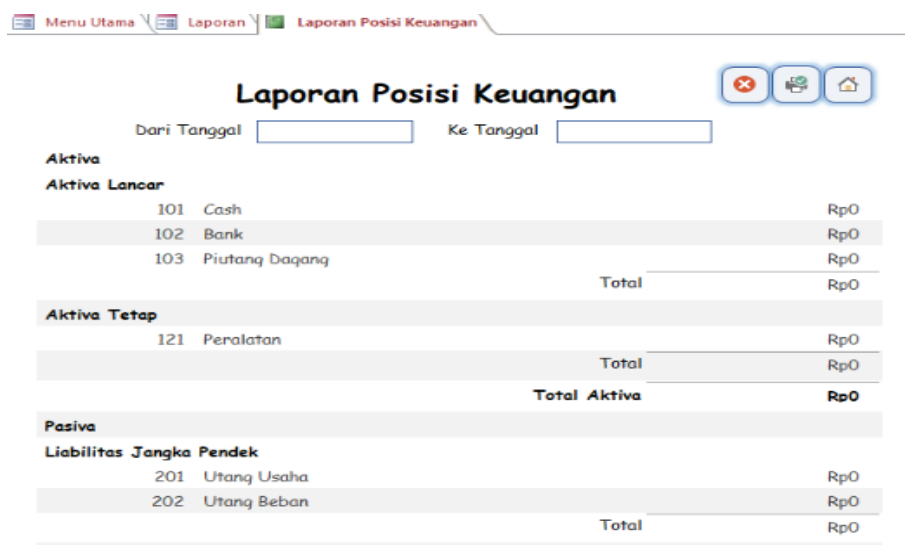 Menu Utama Laporan Laporan Posisi Keuangan
Laporan Posisi Keuangan
Dari Tanggal Ke Tanggal
Aktiva
Aktiva Lancar
101 Cash Rp0
102 Bank Rp0
103 Piutang Dagang Rp0
Total Rp0
Aktiva Tetap
121 Peralatan Rp0
Total Rp0
Total Aktiva Rp0
Pasiva
Liabilitas Jangka Pendek
201 Utang Usaha Rp0
202 Utang Beban Rp0
Total Rp0